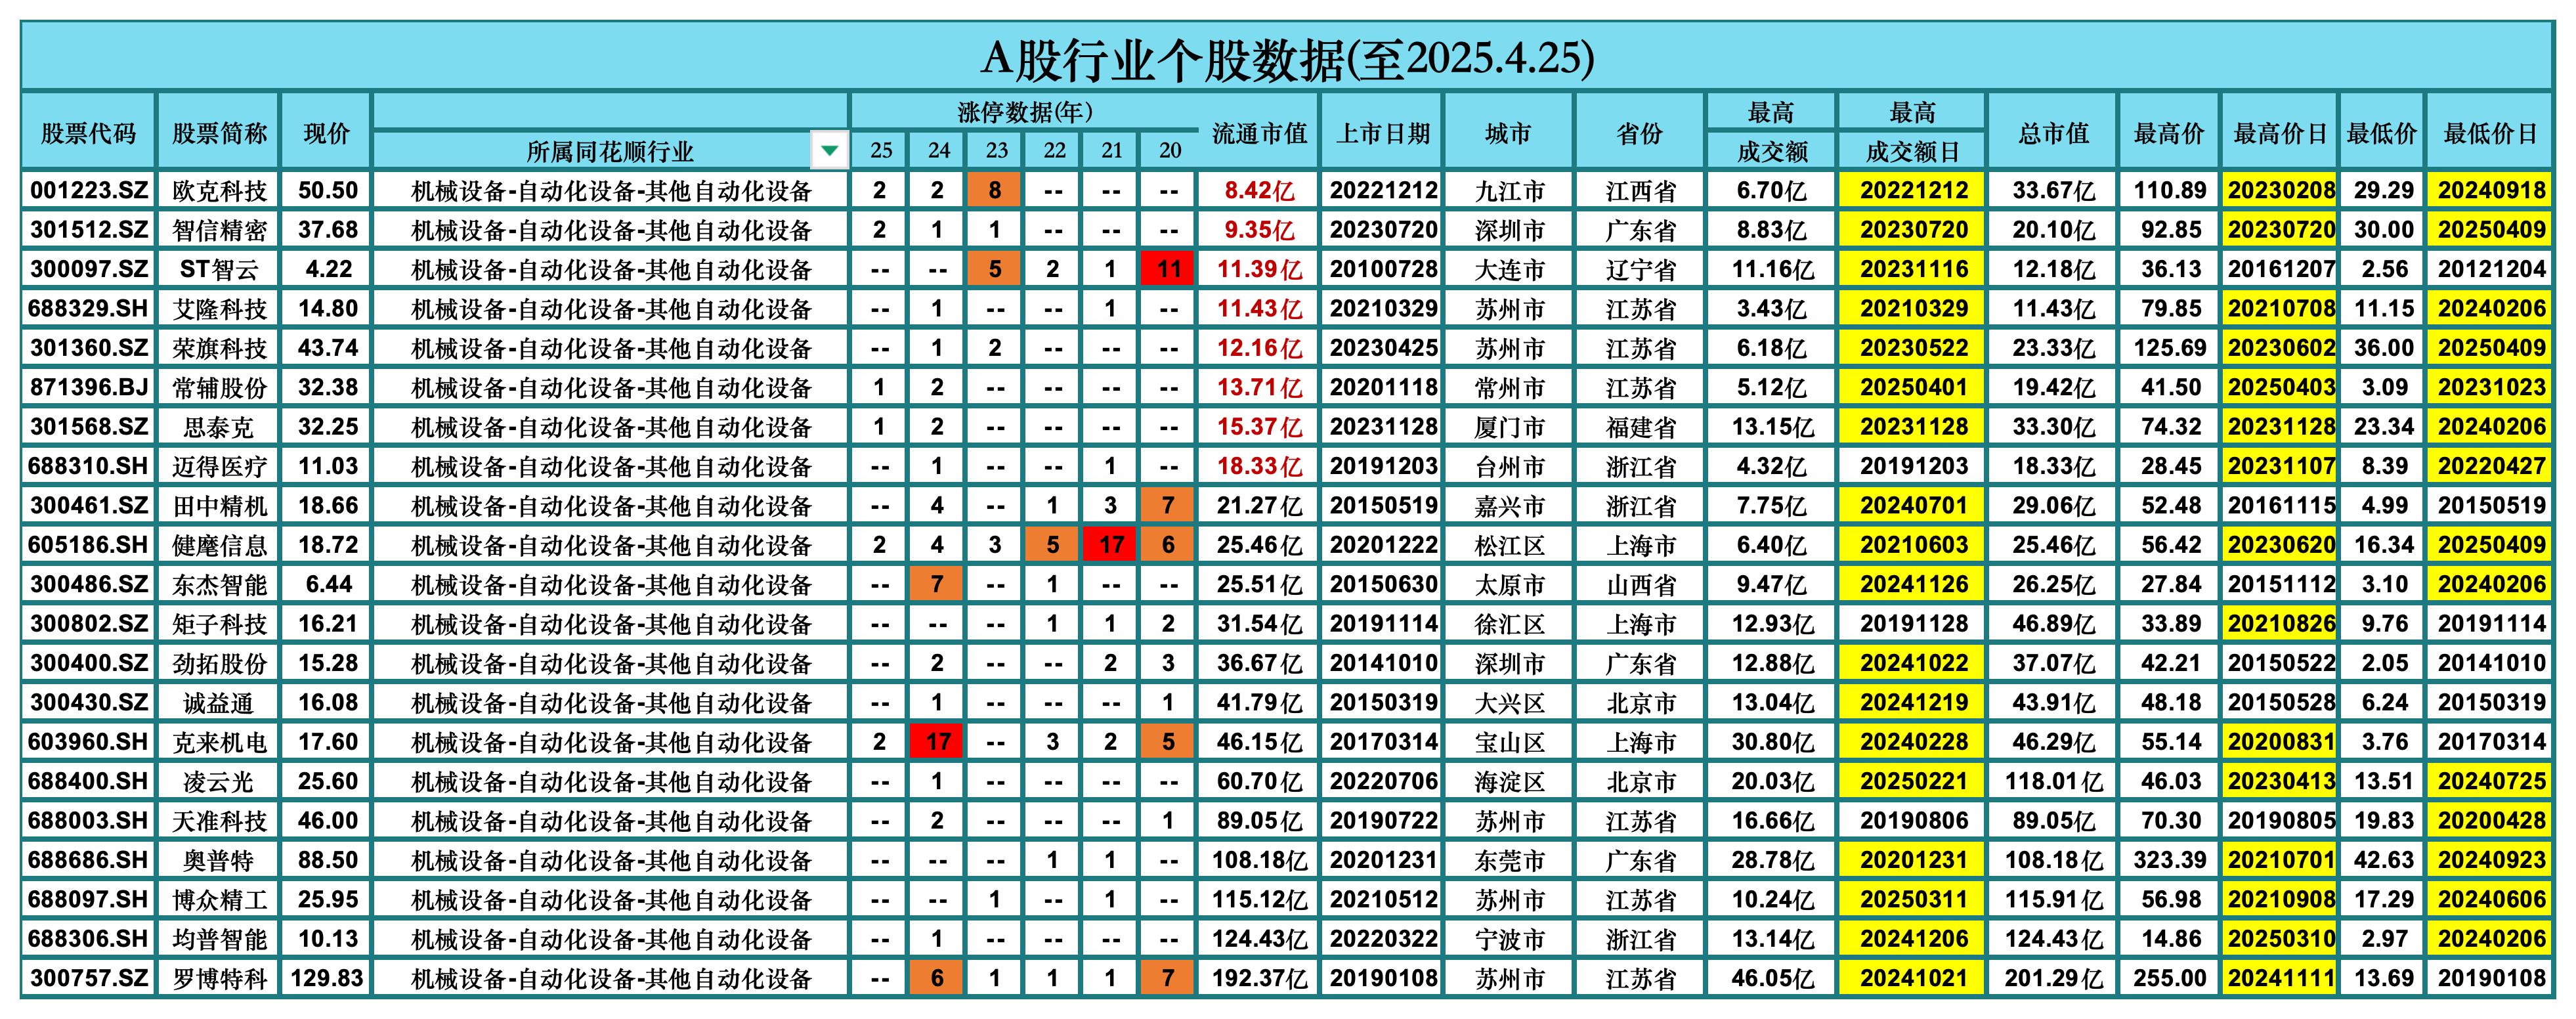 A股行业个股数据(至2025.4.25)
股票代码 股票简称 现价 所属同花顺行业 涨停数据(年) 25 24 23 22 21 20 流通市值 上市日期 城市 省份 最高成交额 最高成交额日 总市值 最高价 最高价日 最低价 最低价日
001223.SZ 欧克科技 50.50 机械设备-自动化设备-其他自动化设备 2 2 8 -- -- -- 8.42亿 20221212 九江市 江西省 6.70亿 20221212 33.67亿 110.89 20230208 29.29 20240918
301512.SZ 智信精密 37.68 机械设备-自动化设备-其他自动化设备 2 1 1 -- -- -- 9.35亿 20230720 深圳市 广东省 8.83亿 20230720 20.10亿 92.85 20230720 30.00 20250409
300097.SZ ST智云 4.22 机械设备-自动化设备-其他自动化设备 -- -- 5 2 1 11 11.39亿 20100728 大连市 辽宁省 11.16亿 20231116 12.18亿 36.13 20161207 2.56 20121204
688329.SH 艾隆科技 14.80 机械设备-自动化设备-其他自动化设备 -- 1 -- -- 1 -- 11.43亿 20210329 苏州市 江苏省 3.43亿 20210329 11.43亿 79.85 20210708 11.15 20240206
301360.SZ 荣旗科技 43.74 机械设备-自动化设备-其他自动化设备 -- 1 2 -- -- -- 12.16亿 20230425 苏州市 江苏省 6.18亿 20230522 23.33亿 125.69 20230602 36.00 20250409
871396.BJ 常辅股份 32.38 机械设备-自动化设备-其他自动化设备 1 2 -- -- -- -- 13.71亿 20201118 常州市 江苏省 5.12亿 20250401 19.42亿 41.50 20250403 3.09 20231023
301568.SZ 思泰克 32.25 机械设备-自动化设备-其他自动化设备 1 2 -- -- -- -- 15.37亿 20231128 厦门市 福建省 13.15亿 20231128 33.30亿 74.32 20231128 23.34 20240206
688310.SH 迈得医疗 11.03 机械设备-自动化设备-其他自动化设备 -- 1 -- -- 1 -- 18.33亿 20191203 台州市 浙江省 4.32亿 20191203 18.33亿 28.45 20231107 8.39 20220427
300461.SZ 田中精机 18.66 机械设备-自动化设备-其他自动化设备 -- 4 -- 1 3 7 21.27亿 20150519 嘉兴市 浙江省 7.75亿 20240701 29.06亿 52.48 20161115 4.99 20150519
605186.SH 健麾信息 18.72 机械设备-自动化设备-其他自动化设备 2 4 3 5 17 6 25.46亿 20201222 松江区 上海市 6.40亿 20210603 25.46亿 56.42 20230620 16.34 20250409
300486.SZ 东杰智能 6.44 机械设备-自动化设备-其他自动化设备 -- 7 -- 1 -- -- 25.51亿 20150630 太原市 山西省 9.47亿 20241126 26.25亿 27.84 20151112 3.10 20240206
300802.SZ 矩子科技 16.21 机械设备-自动化设备-其他自动化设备 -- -- -- 1 1 2 31.54亿 20191114 徐汇区 上海市 12.93亿 20191128 46.89亿 33.89 20210826 9.76 20191114
300400.SZ 劲拓股份 15.28 机械设备-自动化设备-其他自动化设备 -- 2 -- -- 2 3 36.67亿 20141010 深圳市 广东省 12.88亿 20241022 37.07亿 42.21 20150522 2.05 20141010
300430.SZ 诚益通 16.08 机械设备-自动化设备-其他自动化设备 -- 1 -- -- -- 1 41.79亿 20150319 大兴区 北京市 13.04亿 20241219 43.91亿 48.18 20150528 6.24 20150319
603960.SH 克来机电 17.60 机械设备-自动化设备-其他自动化设备 2 17 -- 3 2 5 46.15亿 20170314 宝山区 上海市 30.80亿 20240228 46.29亿 55.14 20200831 3.76 20170314
688400.SH 凌云光 25.60 机械设备-自动化设备-其他自动化设备 -- 1 -- -- -- -- 60.70亿 20220706 海淀区 北京市 20.03亿 20250221 118.01亿 46.03 20230413 13.51 20240725
688003.SH 天准科技 46.00 机械设备-自动化设备-其他自动化设备 -- 2 -- -- -- 1 89.05亿 20190722 苏州市 江苏省 16.66亿 20190806 89.05亿 70.30 20190805 19.83 20200428
688686.SH 奥普特 88.50 机械设备-自动化设备-其他自动化设备 -- -- -- 1 1 -- 108.18亿 20201231 东莞市 广东省 28.78亿 20201231 108.18亿 323.39 20210701 42.63 20240923
688097.SH 博众精工 25.95 机械设备-自动化设备-其他自动化设备 -- -- 1 -- 1 -- 115.12亿 20210512 苏州市 江苏省 10.24亿 20250311 115.91亿 56.98 20210908 17.29 20240606
688306.SH 均普智能 10.13 机械设备-自动化设备-其他自动化设备 -- 1 -- -- -- -- 124.43亿 20220322 宁波市 浙江省 13.14亿 20241206 124.43亿 14.86 20250310 2.97 20240206
300757.SZ 罗博特科 129.83 机械设备-自动化设备-其他自动化设备 -- 6 1 1 1 7 192.37亿 20190108 苏州市 江苏省 46.05亿 20241021 201.29亿 255.00 20241111 13.69 20190108